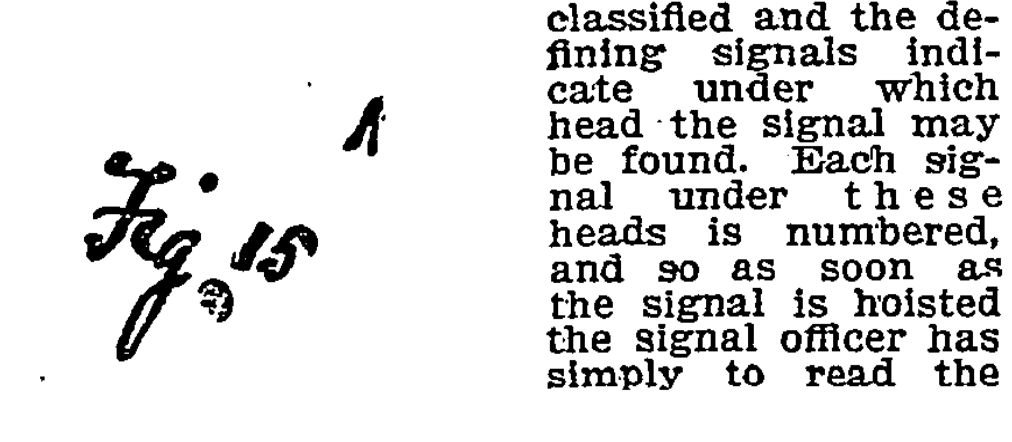 Fig. 15
classified and the de-
fining signals indi-
cate under which
head the signal may
be found. Each sig-
nal under these
heads is numbered,
and so as soon as
the signal is hoisted
the signal officer has
simply to read the